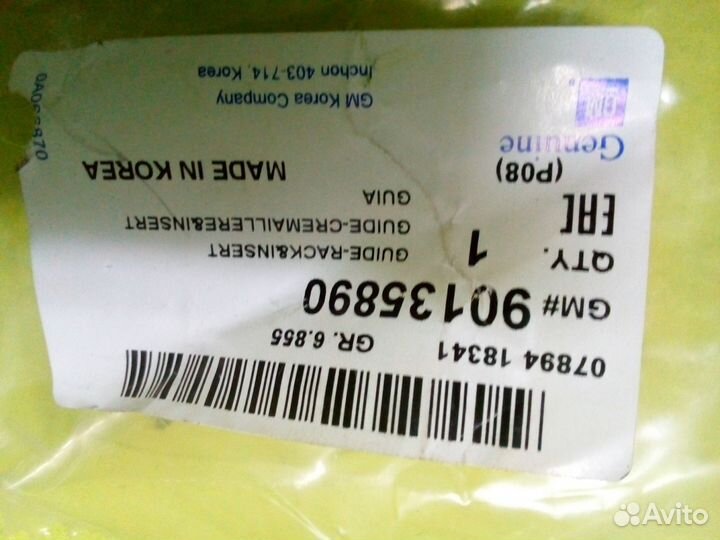 07894 18341
GR. 6.855
GM# 90135890
QTY. 1
GUIDE-RACK&INSERT
GUIDE-CREMAILLERE&INSERT
GUIA
EAC
(P08)
MADE IN KOREA
Genuine
GM
GM Korea Company
Inchon 403-714, Korea
Avito